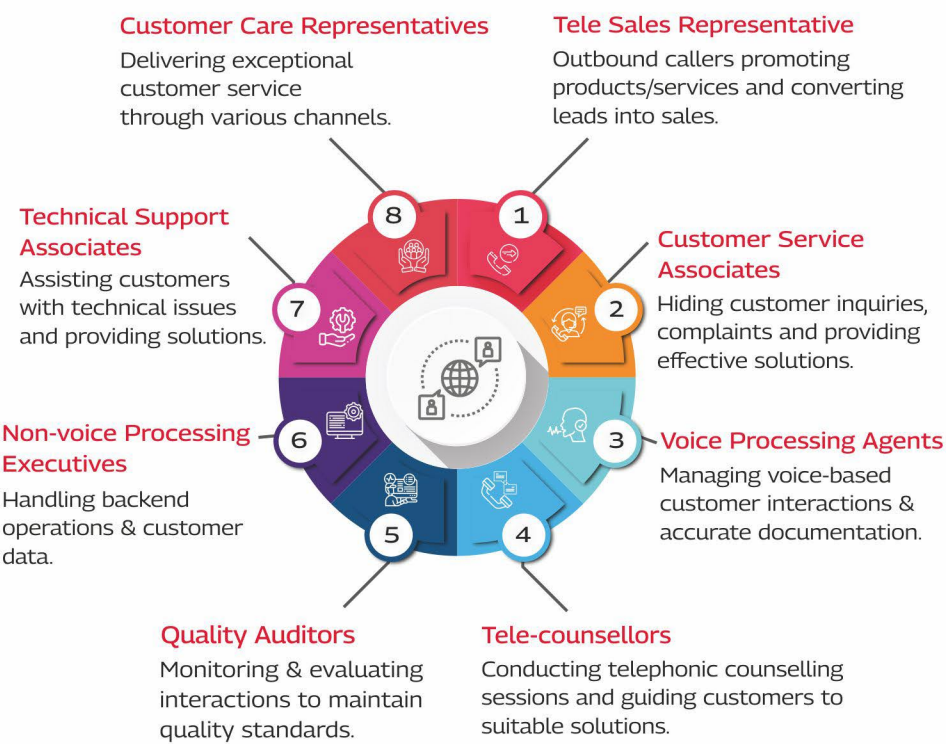 Customer Care Representatives
Delivering exceptional
customer service
through various channels.
Tele Sales Representative
Outbound callers promoting
products/services and converting
leads into sales.
Technical Support
Associates
Assisting customers
with technical issues
and providing solutions.
Customer Service
Associates
Hiding customer inquiries,
complaints and providing
effective solutions.
Non-voice Processing
Executives
Handling backend
operations & customer
data.
Voice Processing Agents
Managing voice-based
customer interactions &
accurate documentation.
Quality Auditors
Monitoring & evaluating
interactions to maintain
quality standards.
Tele-counsellors
Conducting telephonic counselling
sessions and guiding customers to
suitable solutions.
1
2
3
4
5
6
7
8